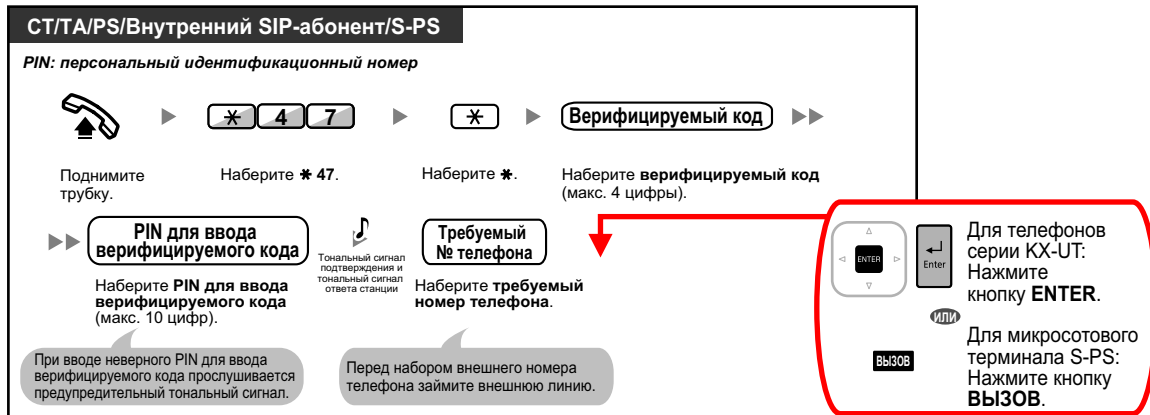 СТ/ТА/PS/Внутренний SIP-абонент/S-PS
PIN: персональный идентификационный номер
* 4 7
*
Верифицируемый код
Поднимите
трубку.
Наберите * 47.
Наберите *.
Наберите верифицируемый код
(макс. 4 цифры).
PIN для ввода
верифицируемого кода
Тональный сигнал
подтверждения и
тональный сигнал
ответа станции
Требуемый
№ телефона
Наберите PIN для ввода
верифицируемого кода
(макс. 10 цифр).
Наберите требуемый
номер телефона.
При вводе неверного PIN для ввода
верифицируемого кода прослушивается
предупредительный тональный сигнал.
Перед набором внешнего номера
телефона займите внешнюю линию.
ENTER
Enter
Для телефонов
серии KX-UT:
Нажмите
кнопку ENTER.
ИЛИ
ВЫЗОВ
Для микросотового
терминала S-PS:
Нажмите кнопку
ВЫЗОВ.